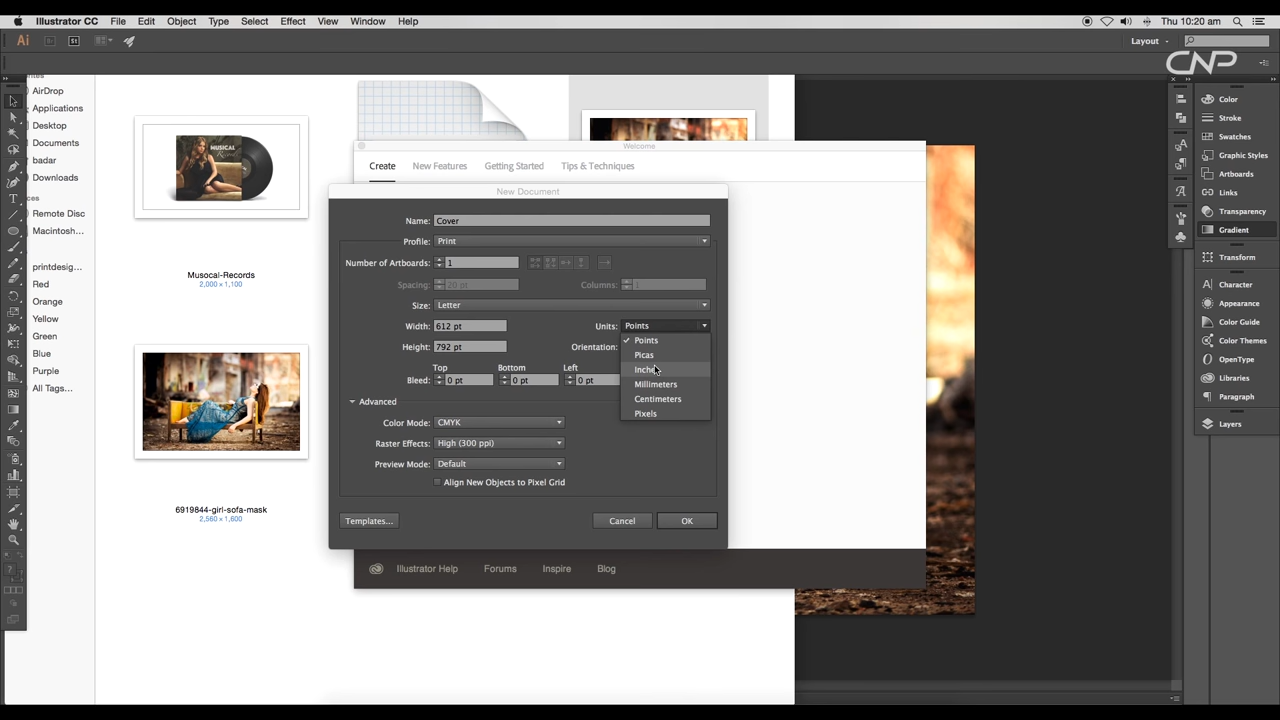 Illustrator CC File Edit Object Type Select Effect View Window Help Thu 10:20 am
Ai Br St Layout
CNP
AirDrop
Applications
Desktop
Documents
badar
Downloads
Remote Disc
Macintosh...
printdesig...
Red
Orange
Yellow
Green
Blue
Purple
All Tags...
MUSICAL
Record
Musocal-Records
2,000 × 1,100
6919844-girl-sofa-mask
2,560 × 1,600
Welcome
Create New Features Getting Started Tips & Techniques
New Document
Name: Cover
Profile: Print
Number of Artboards: 1
Spacing: 20 pt Columns: 1
Size: Letter
Width: 612 pt Units: Points
Height: 792 pt Orientation:
Top Bottom Left
Bleed: 0 pt 0 pt 0 pt
Points
Picas
Inches
Millimeters
Centimeters
Pixels
Advanced
Color Mode: CMYK
Raster Effects: High (300 ppi)
Preview Mode: Default
Align New Objects to Pixel Grid
Templates... Cancel OK
Illustrator Help Forums Inspire Blog
Color
Stroke
Swatches
Graphic Styles
Artboards
Links
Transparency
Gradient
Transform
Character
Appearance
Color Guide
Color Themes
OpenType
Libraries
Paragraph
Layers